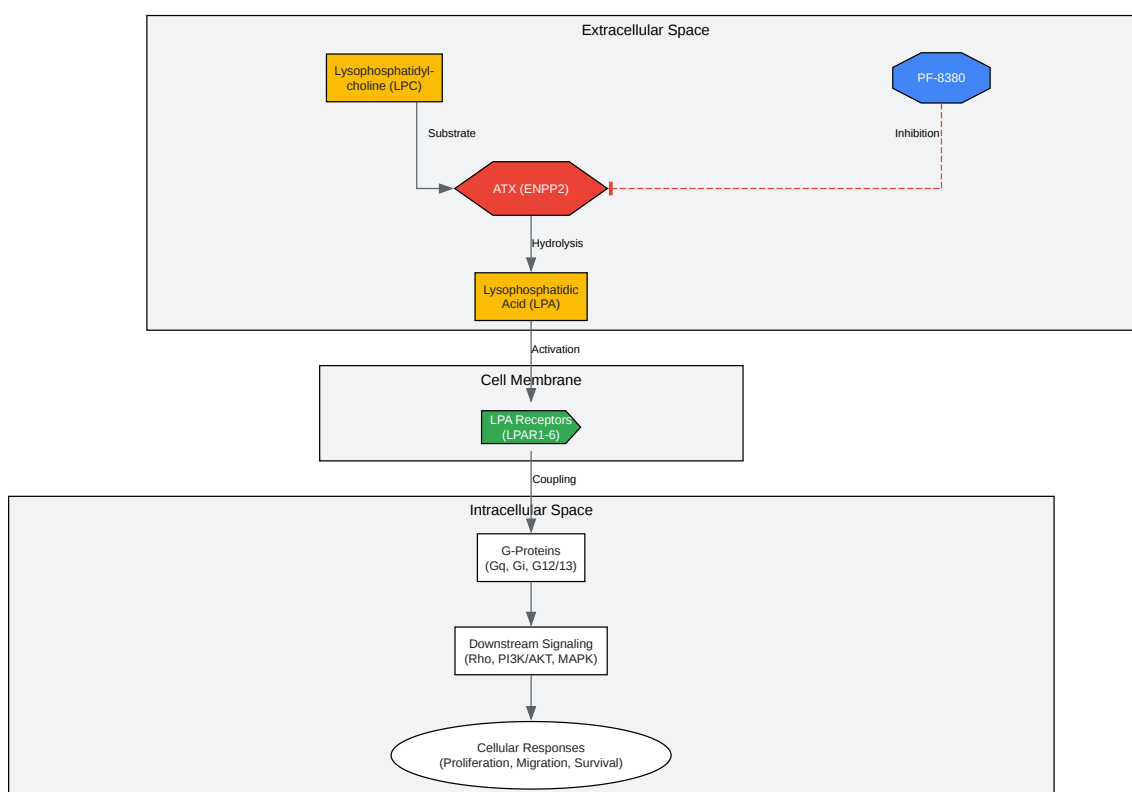 Extracellular Space
Lysophosphatidyl-
choline (LPC)
PF-8380
Substrate
Inhibition
ATX (ENPP2)
Hydrolysis
Lysophosphatidic
Acid (LPA)
Activation
Cell Membrane
LPA Receptors
(LPAR1-6)
Coupling
Intracellular Space
G-Proteins
(Gq, Gi, G12/13)
Downstream Signaling
(Rho, PI3K/AKT, MAPK)
Cellular Responses
(Proliferation, Migration, Survival)